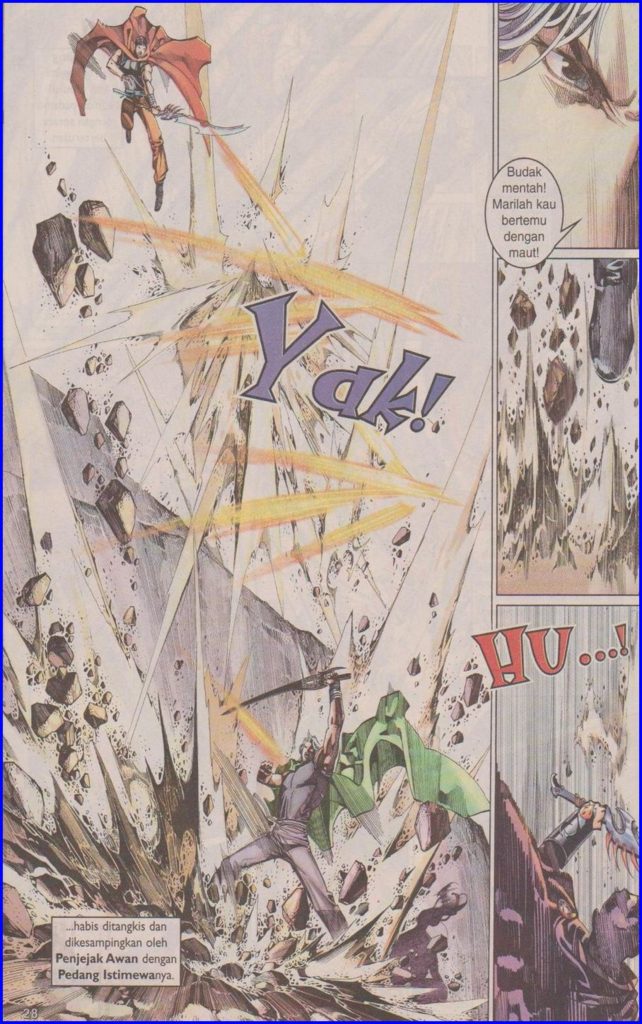 Budak
mentah!
Marilah kau
bertemu
dengan
maut!
Yak!
HU...!
...habis ditangkis dan
dikesampingkan oleh
Penjejak Awan dengan
Pedang Istimewanya.
28